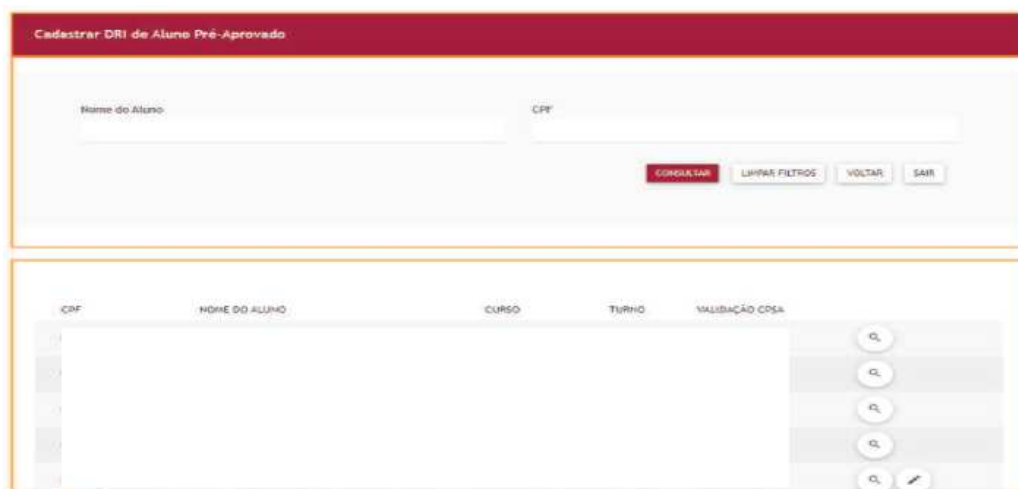 Cadastrar DRI de Aluno Pré-Aprovado
Nome do Aluno CPF
CONSULTAR LIMPAR FILTROS VOLTAR SAIR
CPF NOME DO ALUNO CURSO TURNO VALIDAÇÃO CPSA